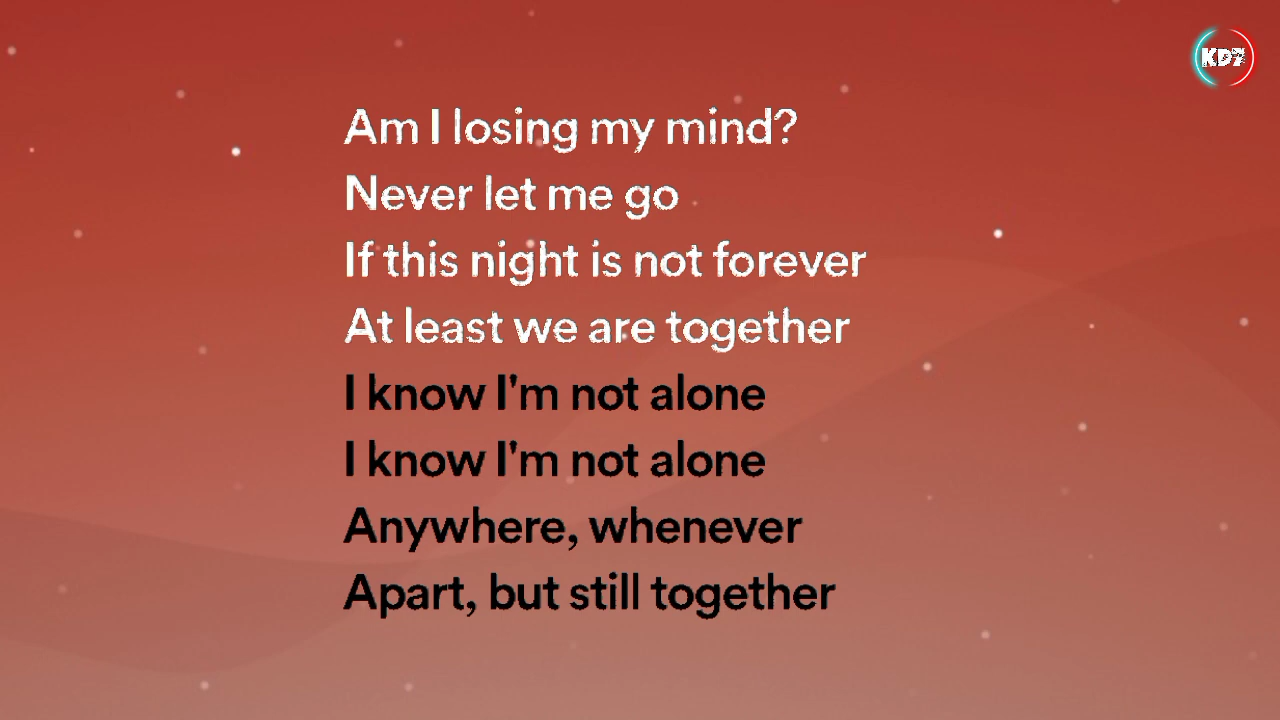 KD7
Am I losing my mind?
Never let me go
If this night is not forever
At least we are together
I know I'm not alone
I know I'm not alone
Anywhere, whenever
Apart, but still together